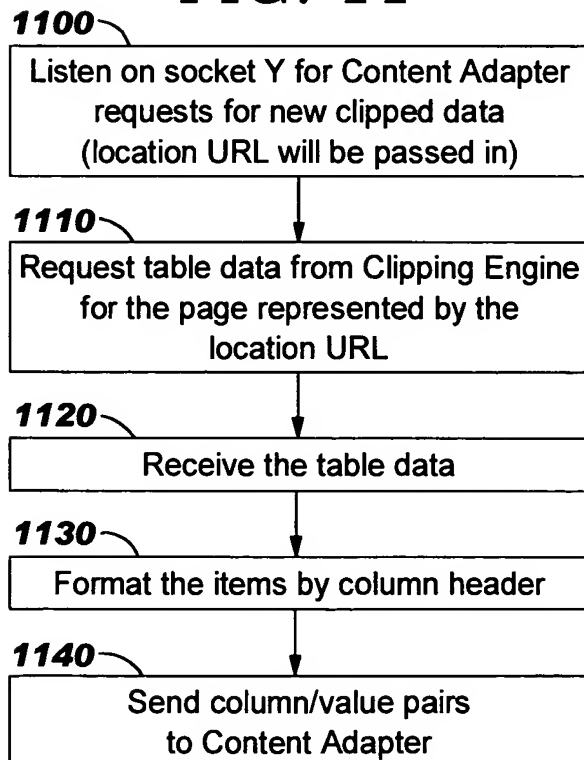 1100
Listen on socket Y for Content Adapter
requests for new clipped data
(location URL will be passed in)
1110
Request table data from Clipping Engine
for the page represented by the
location URL
1120
Receive the table data
1130
Format the items by column header
1140
Send column/value pairs
to Content Adapter